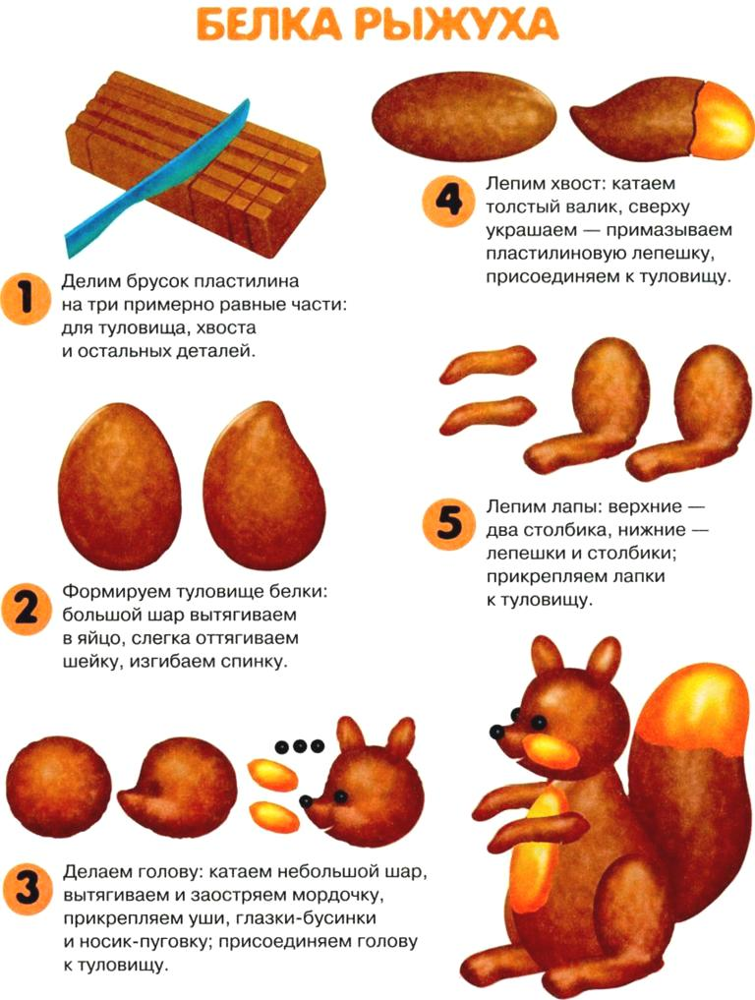 БЕЛКА РЫЖУХА
1
Делим брусок пластилина
на три примерно равные части:
для туловища, хвоста
и остальных деталей.
2
Формируем туловище белки:
большой шар вытягиваем
в яйцо, слегка оттягиваем
шейку, изгибаем спинку.
3
Делаем голову: катаем небольшой шар,
вытягиваем и заостряем мордочку,
прикрепляем уши, глазки-бусинки
и носик-пуговку; присоединяем голову
к туловищу.
4
Лепим хвост: катаем
толстый валик, сверху
украшаем — примазываем
пластилиновую лепешку,
присоединяем к туловищу.
5
Лепим лапы: верхние —
два столбика, нижние —
лепешки и столбики;
прикрепляем лапки
к туловищу.